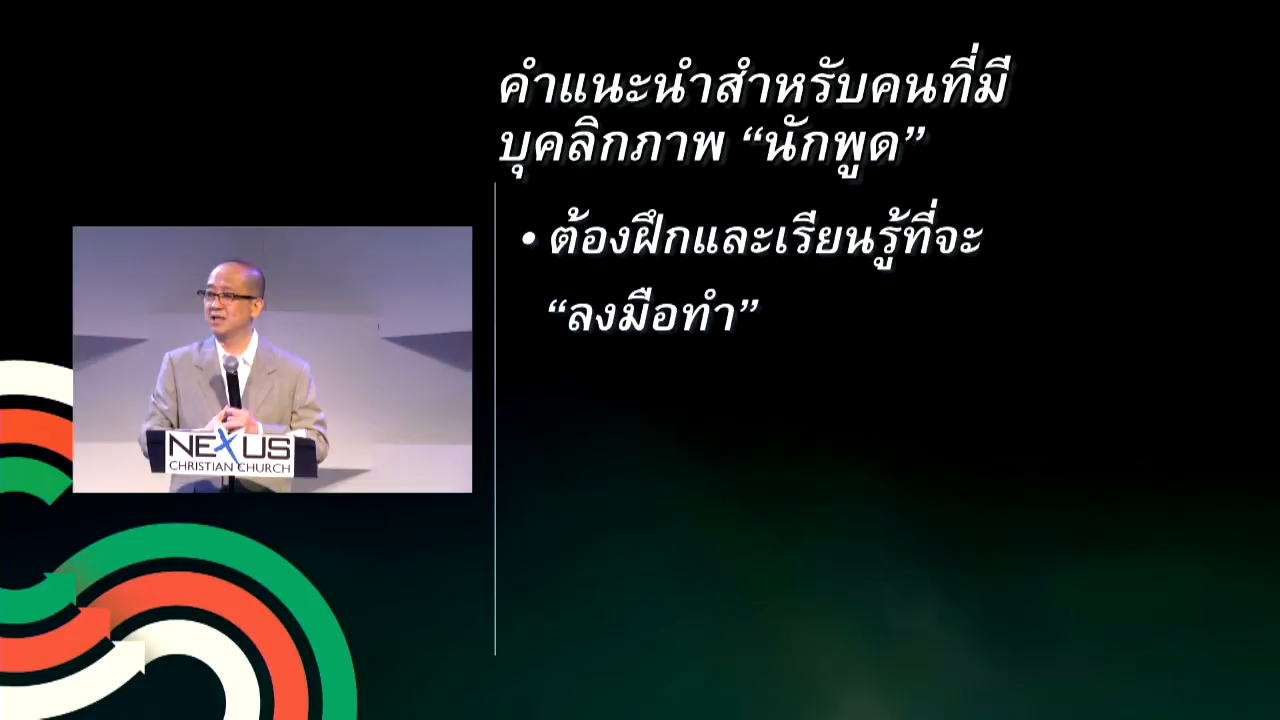 คำแนะนำสำหรับคนที่มี
บุคลิกภาพ “นักพูด”
• ต้องฝึกและเรียนรู้ที่จะ
“ลงมือทำ”
NEXUS
CHRISTIAN CHURCH